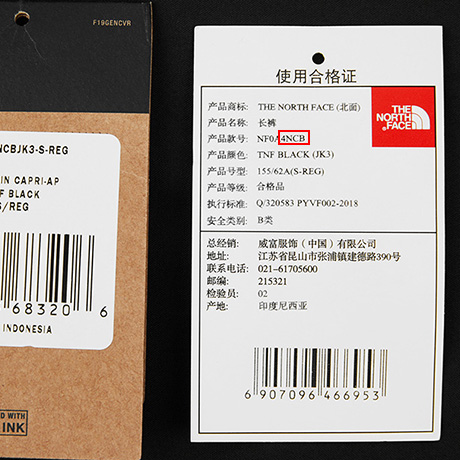 F19GENCVR
NCBJK3-S-REG
IN CAPRI-AP
NF BLACK
S/REG
68320 6
INDONESIA
ED WITH
INK
使用合格证
产品商标: THE NORTH FACE (北面)
产品名称: 长裤
产品款号: NF0A4NCB
产品颜色: TNF BLACK (JK3)
产品号型: 155/62A(S-REG)
产品等级: 合格品
执行标准: Q/320583 PYVF002-2018
安全类别: B类
THE
NORTH
FACE
总经销: 威富服饰（中国）有限公司
地址: 江苏省昆山市张浦镇建德路390号
联系电话: 021-61705600
邮编: 215321
检验员: 02
产地: 印度尼西亚
6 907096 466953